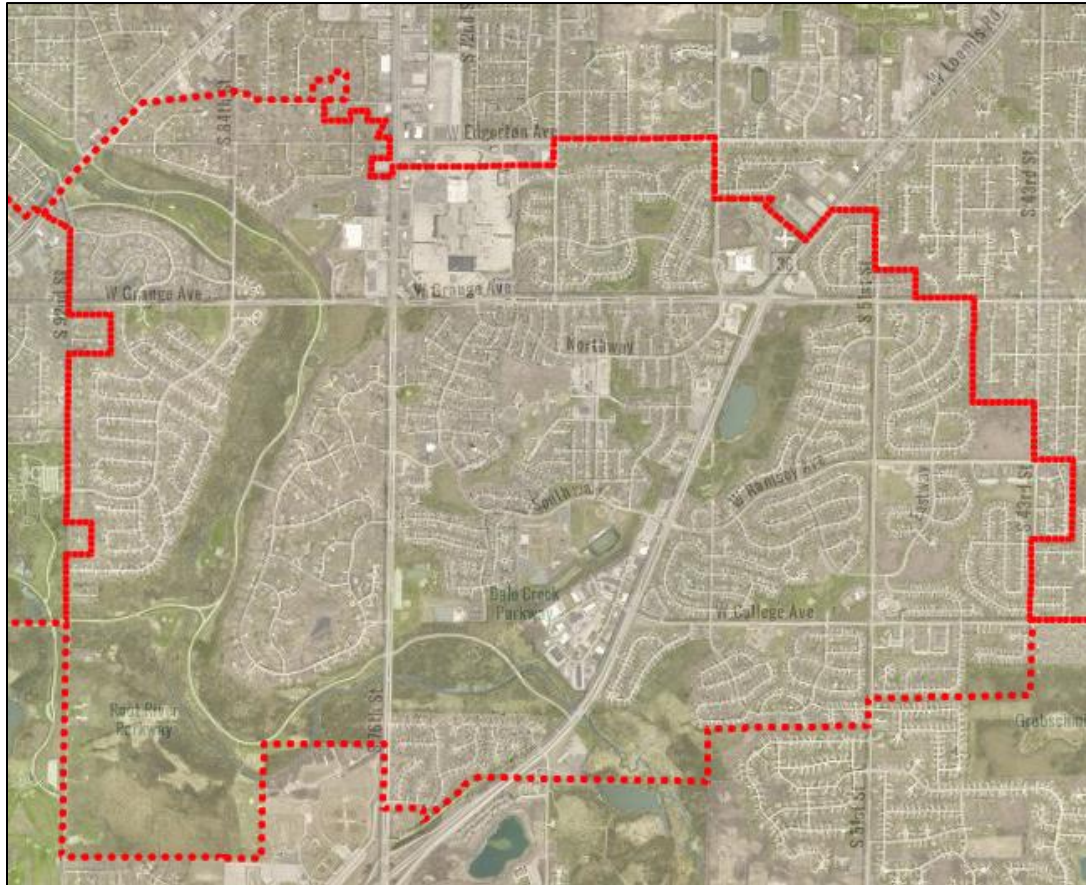 S 72nd St
W Loomis Rd
S 84th St
W Edgerton Ave
S 43rd St
36
S 51st St
W Grange Ave
W Grange Ave
S 92nd St
Northway
W Ramsey Ave
Eastway
S 43rd St
Southway
Dale Creek
Parkway
W College Ave
Root River
Parkway
S 76th St
S 51st St